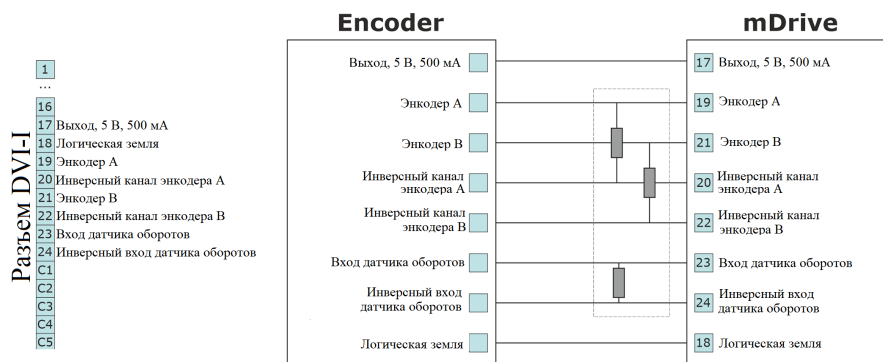 Encoder
mDrive
Разъем DVI-I
1
...
16
17 Выход, 5 В, 500 мА
18 Логическая земля
19 Энкодер А
20 Инверсный канал энкодера А
21 Энкодер В
22 Инверсный канал энкодера В
23 Вход датчика оборотов
24 Инверсный вход датчика оборотов
C1
C2
C3
C4
C5
Выход, 5 В, 500 мА
Энкодер А
Энкодер В
Инверсный канал
энкодера А
Инверсный канал
энкодера В
Вход датчика оборотов
Инверсный вход
датчика оборотов
Логическая земля
17 Выход, 5 В, 500 мА
19 Энкодер А
21 Энкодер В
20 Инверсный канал
энкодера А
22 Инверсный канал
энкодера В
23 Вход датчика оборотов
24 Инверсный вход
датчика оборотов
18 Логическая земля